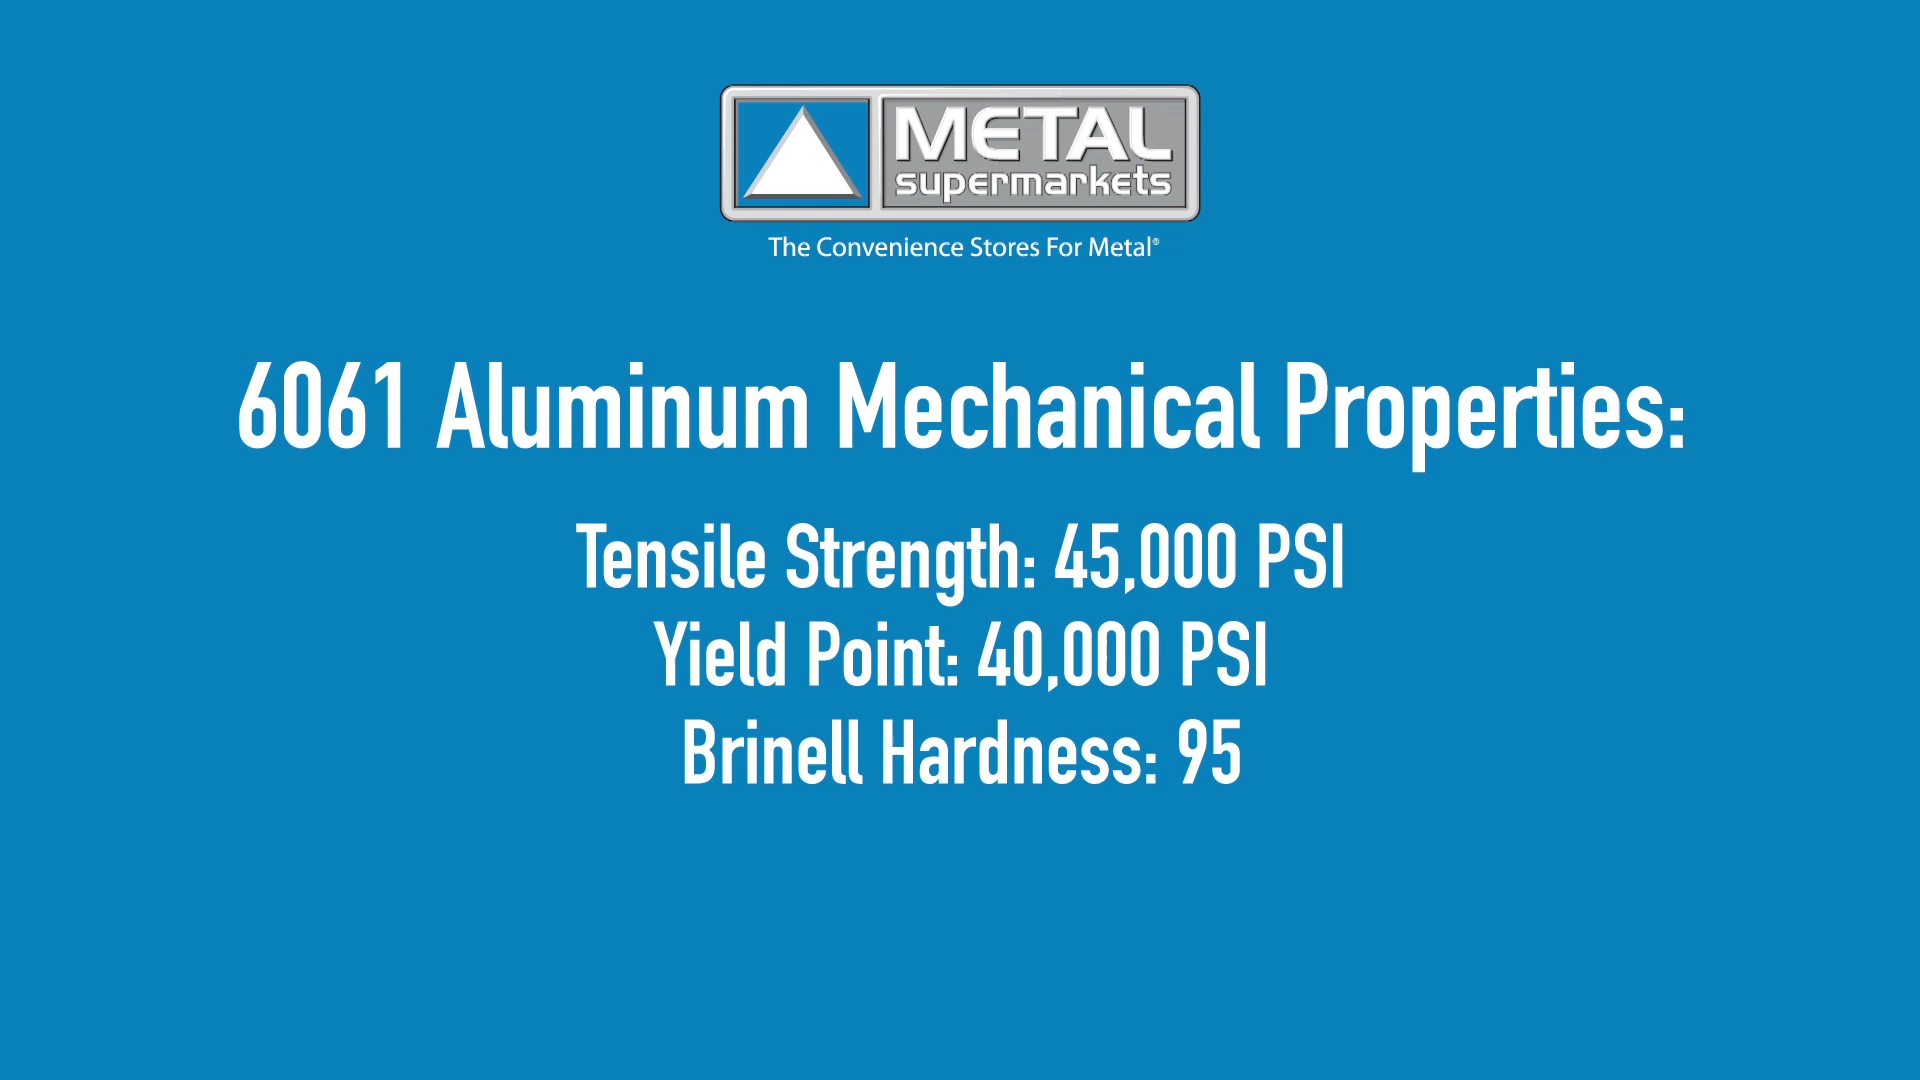 METAL
supermarkets
The Convenience Stores For Metal®
6061 Aluminum Mechanical Properties:
Tensile Strength: 45,000 PSI
Yield Point: 40,000 PSI
Brinell Hardness: 95